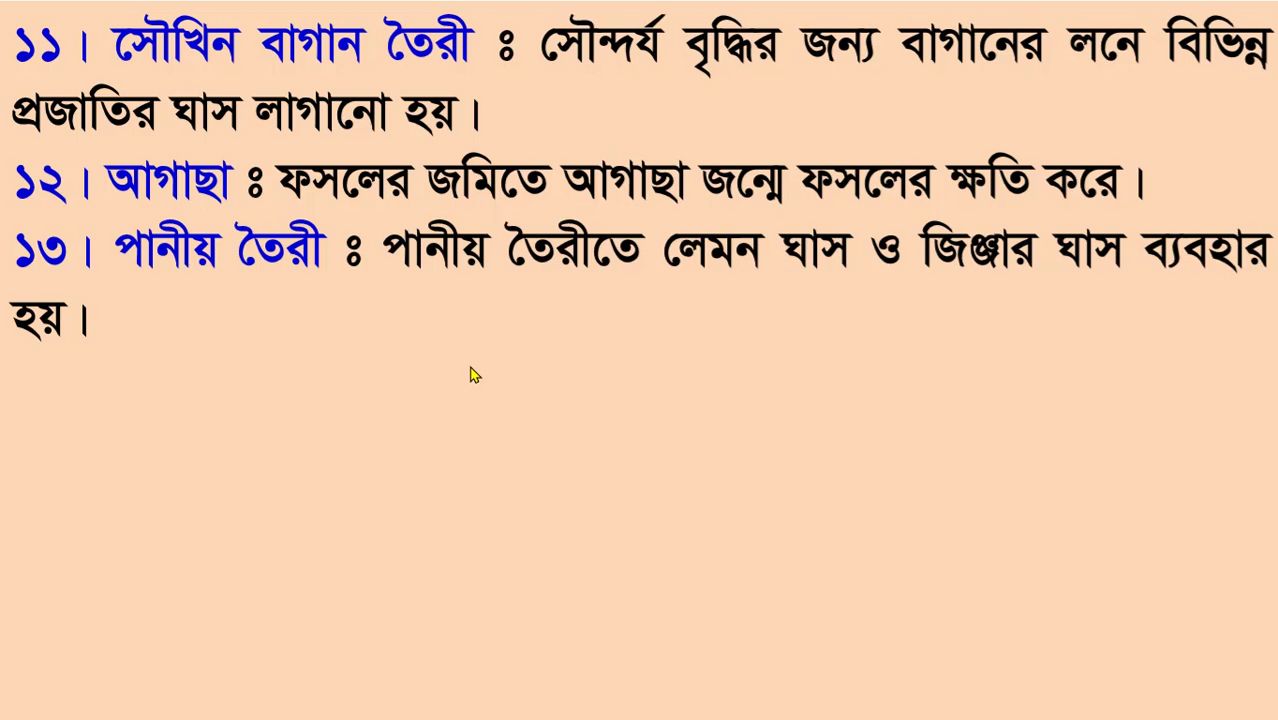 ১১। সৌখিন বাগান তৈরী ঃ সৌন্দর্য বৃদ্ধির জন্য বাগানের লনে বিভিন্ন
প্রজাতির ঘাস লাগানো হয়।
১২। আগাছা ঃ ফসলের জমিতে আগাছা জন্মে ফসলের ক্ষতি করে।
১৩। পানীয় তৈরী ঃ পানীয় তৈরীতে লেমন ঘাস ও জিঞ্জার ঘাস ব্যবহার
হয়।